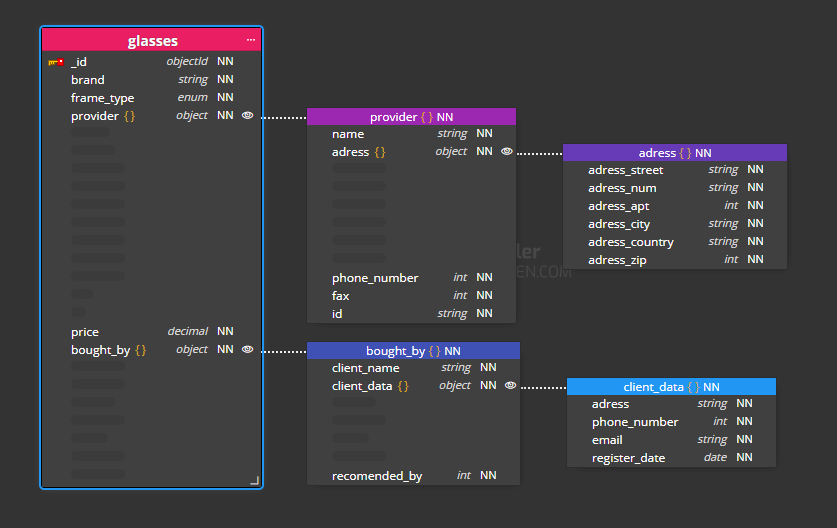 glasses ...
_id objectId NN
brand string NN
frame_type enum NN
provider {} object NN
price decimal NN
bought_by {} object NN
provider { } NN
name string NN
adress {} object NN
phone_number int NN
fax int NN
id string NN
adress { } NN
adress_street string NN
adress_num string NN
adress_apt int NN
adress_city string NN
adress_country string NN
adress_zip int NN
bought_by { } NN
client_name string NN
client_data {} object NN
recomended_by int NN
client_data { } NN
adress string NN
phone_number int NN
email string NN
register_date date NN